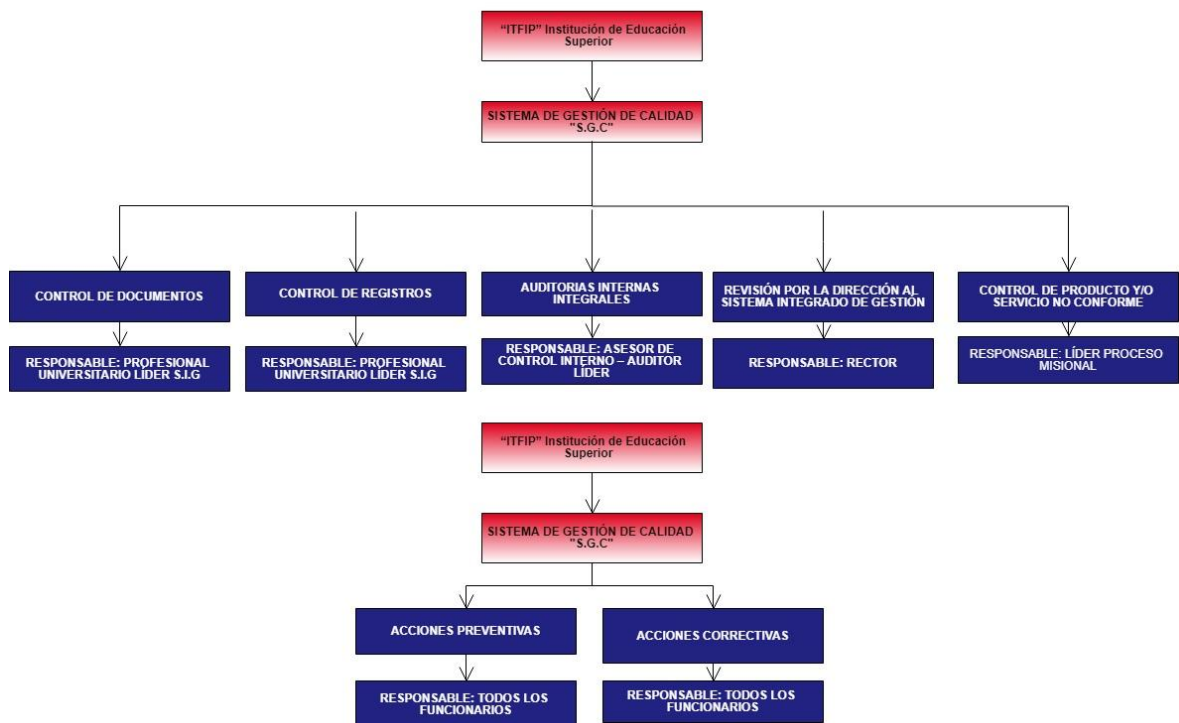 “ITFIP” Institución de Educación
Superior
SISTEMA DE GESTIÓN DE CALIDAD
"S.G.C"
CONTROL DE DOCUMENTOS
CONTROL DE REGISTROS
AUDITORIAS INTERNAS
INTEGRALES
REVISIÓN POR LA DIRECCIÓN AL
SISTEMA INTEGRADO DE GESTIÓN
CONTROL DE PRODUCTO Y/O
SERVICIO NO CONFORME
RESPONSABLE: PROFESIONAL
UNIVERSITARIO LÍDER S.I.G
RESPONSABLE: PROFESIONAL
UNIVERSITARIO LÍDER S.I.G
RESPONSABLE: ASESOR DE
CONTROL INTERNO – AUDITOR
LÍDER
RESPONSABLE: RECTOR
RESPONSABLE: LÍDER PROCESO
MISIONAL
“ITFIP” Institución de Educación
Superior
SISTEMA DE GESTIÓN DE CALIDAD
"S.G.C"
ACCIONES PREVENTIVAS
ACCIONES CORRECTIVAS
RESPONSABLE: TODOS LOS
FUNCIONARIOS
RESPONSABLE: TODOS LOS
FUNCIONARIOS